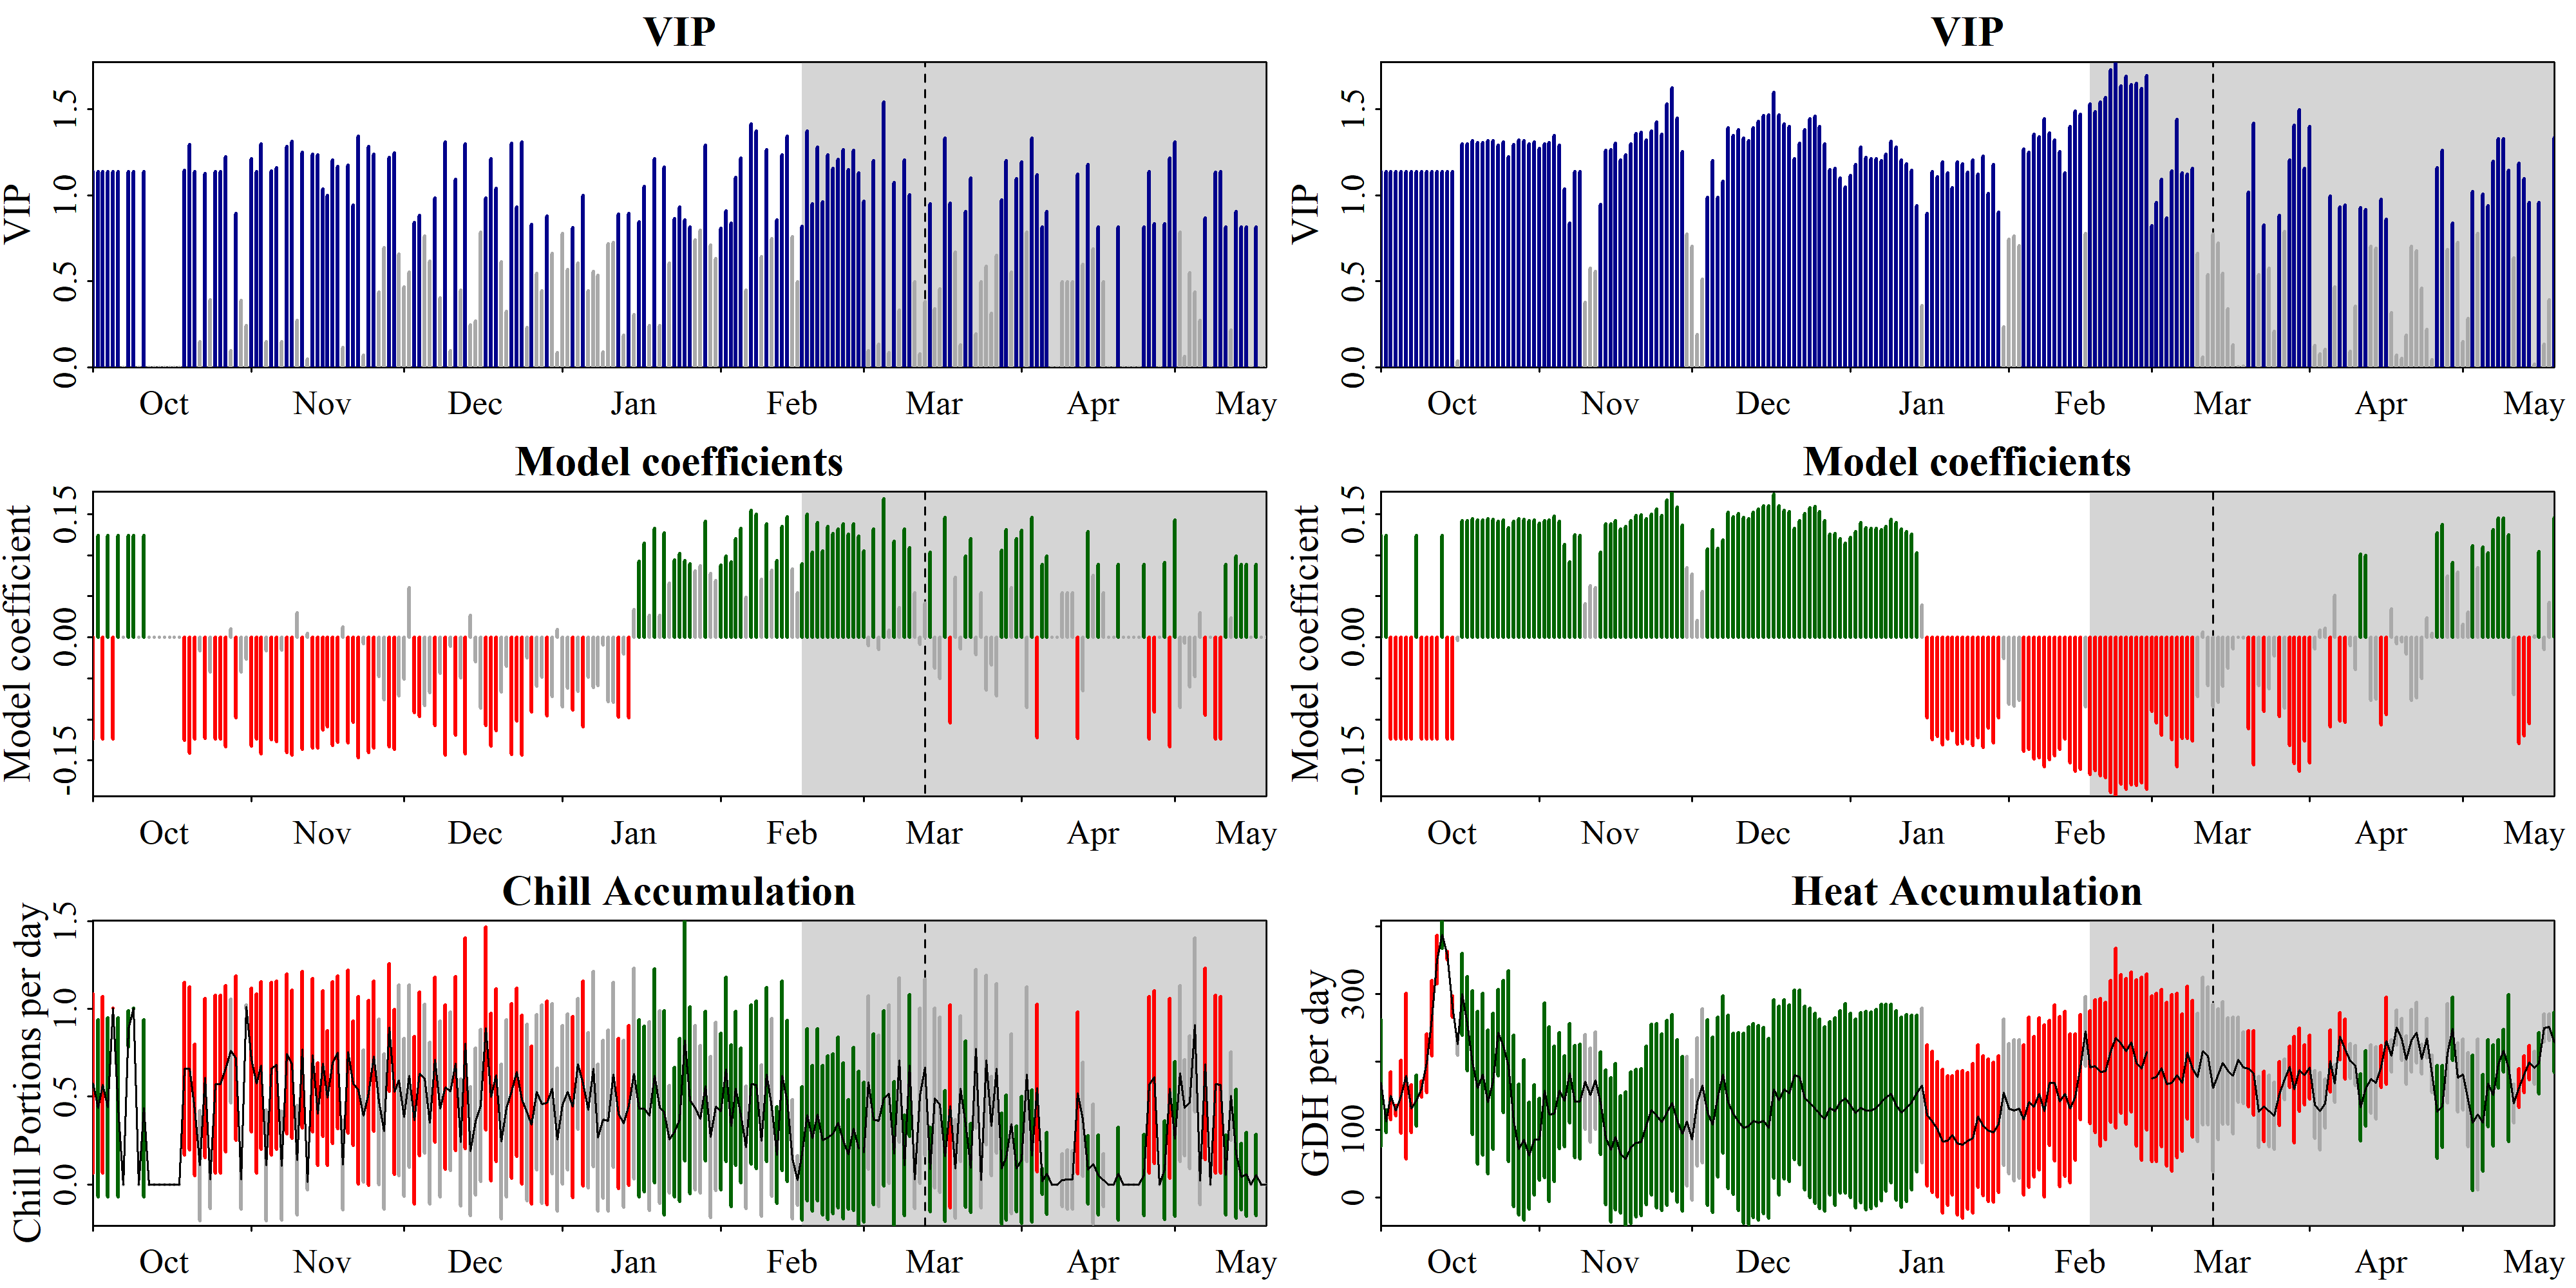 VIP
VIP
1.5
1.0
0.5
0.0
Oct Nov Dec Jan Feb Mar Apr May
VIP
VIP
1.5
1.0
0.5
0.0
Oct Nov Dec Jan Feb Mar Apr May
Model coefficients
Model coefficient
0.15
0.00
-0.15
Oct Nov Dec Jan Feb Mar Apr May
Model coefficients
Model coefficient
0.15
0.00
-0.15
Oct Nov Dec Jan Feb Mar Apr May
Chill Accumulation
Chill Portions per day
1.5
1.0
0.5
0.0
Oct Nov Dec Jan Feb Mar Apr May
Heat Accumulation
GDH per day
300
100
0
Oct Nov Dec Jan Feb Mar Apr May